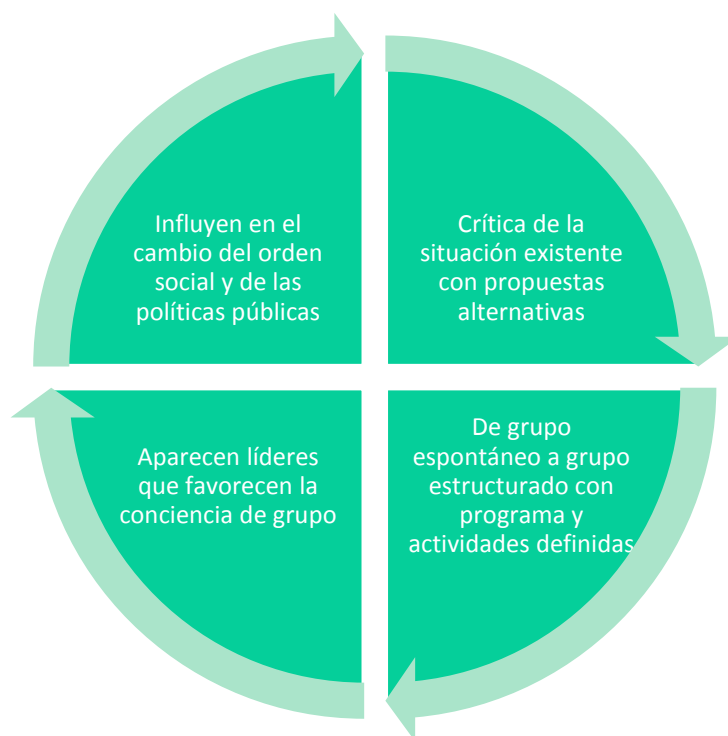 Influyen en el
cambio del orden
social y de las
políticas públicas
Crítica de la
situación existente
con propuestas
alternativas
Aparecen líderes
que favorecen la
conciencia de grupo
De grupo
espontáneo a grupo
estructurado con
programa y
actividades definidas